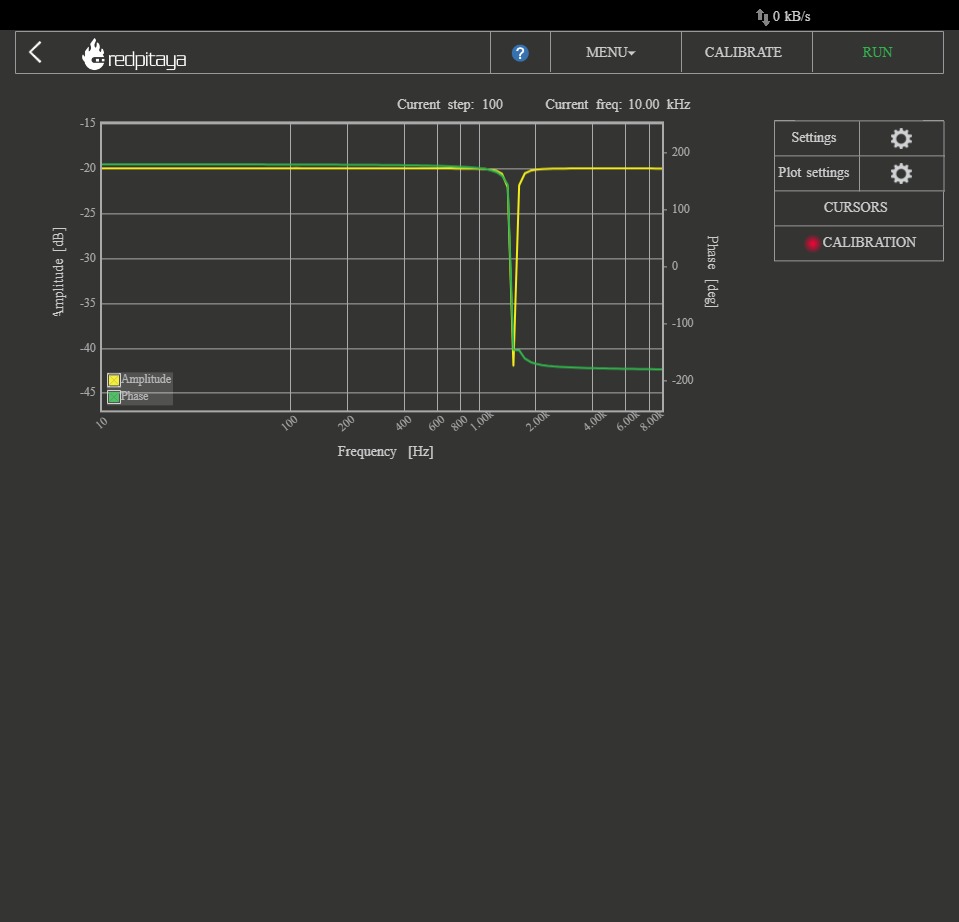 0 kB/s
redpitaya
?
MENU
CALIBRATE
RUN
Current step: 100 Current freq: 10.00 kHz
Settings
Plot settings
CURSORS
CALIBRATION
Amplitude [dB]
-15
-20
-25
-30
-35
-40
-45
200
100
0
-100
-200
Phase [deg]
Amplitude
Phase
10
100
200
400
600
800
1.00k
2.00k
4.00k
6.00k
8.00k
Frequency [Hz]